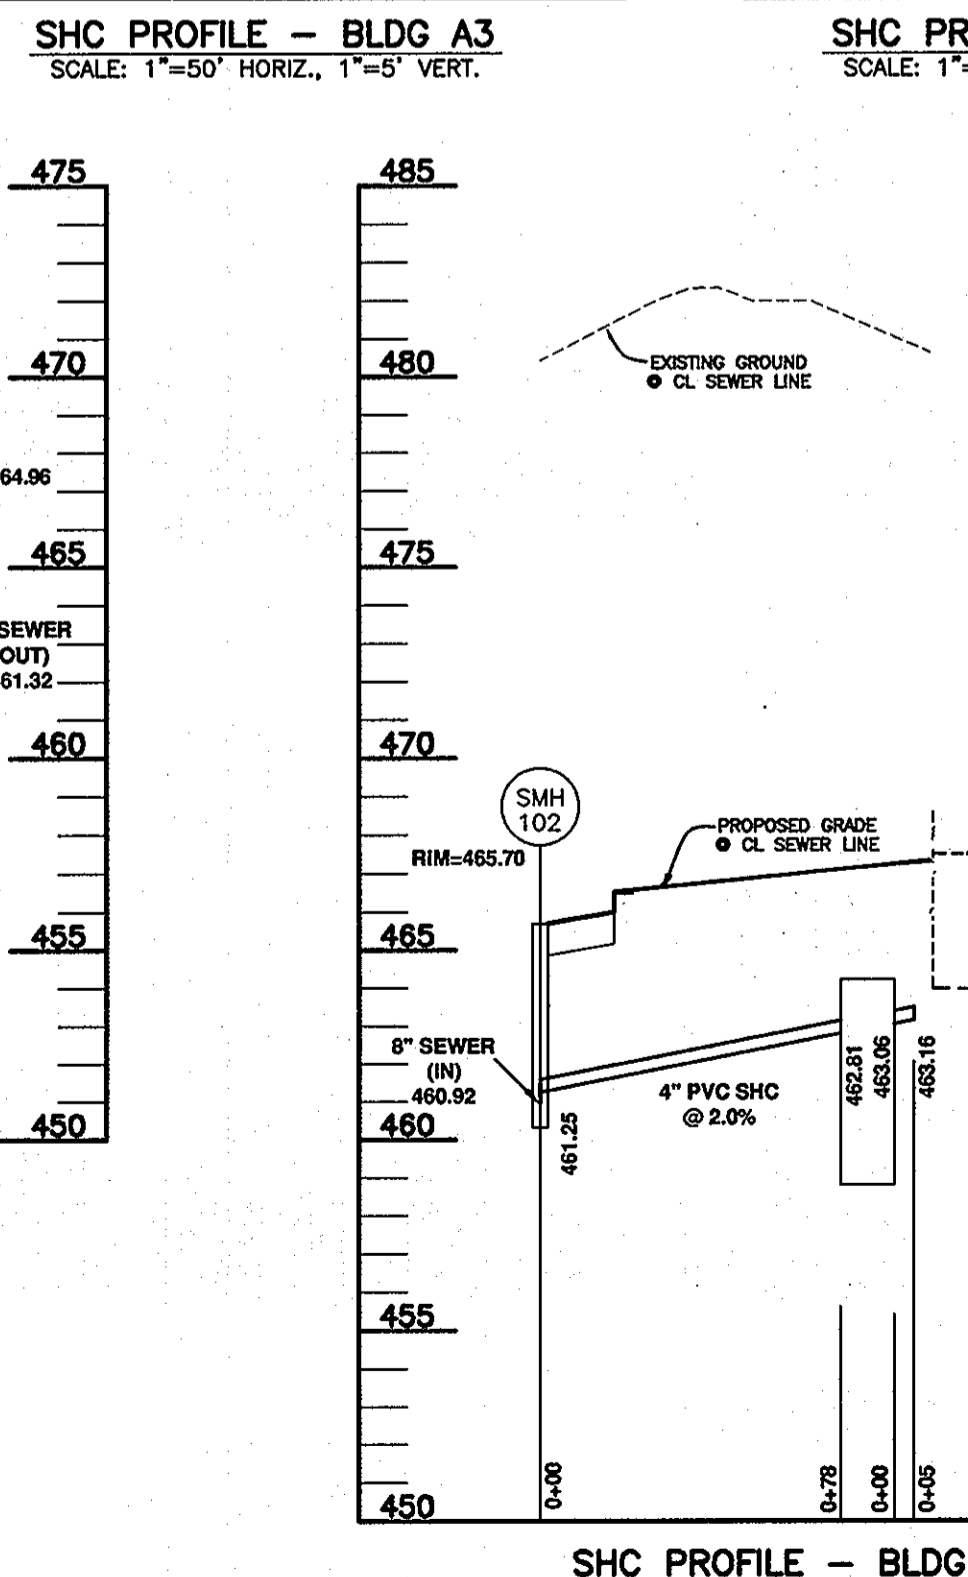 SHC PROFILE – BLDG A3
SCALE: 1"=50' HORIZ., 1"=5' VERT.
SHC PR
SCALE: 1"=
475
470
64.96
465
SEWER
OUT)
61.32
460
455
450
485
480
475
470
465
460
455
450
EXISTING GROUND
CL SEWER LINE
SMH
102
RIM=465.70
PROPOSED GRADE
CL SEWER LINE
8" SEWER
(IN)
460.92
461.25
4" PVC SHC
@ 2.0%
462.81
463.06
463.16
0+00
0+78
0+00
0+05
SHC PROFILE – BLDG